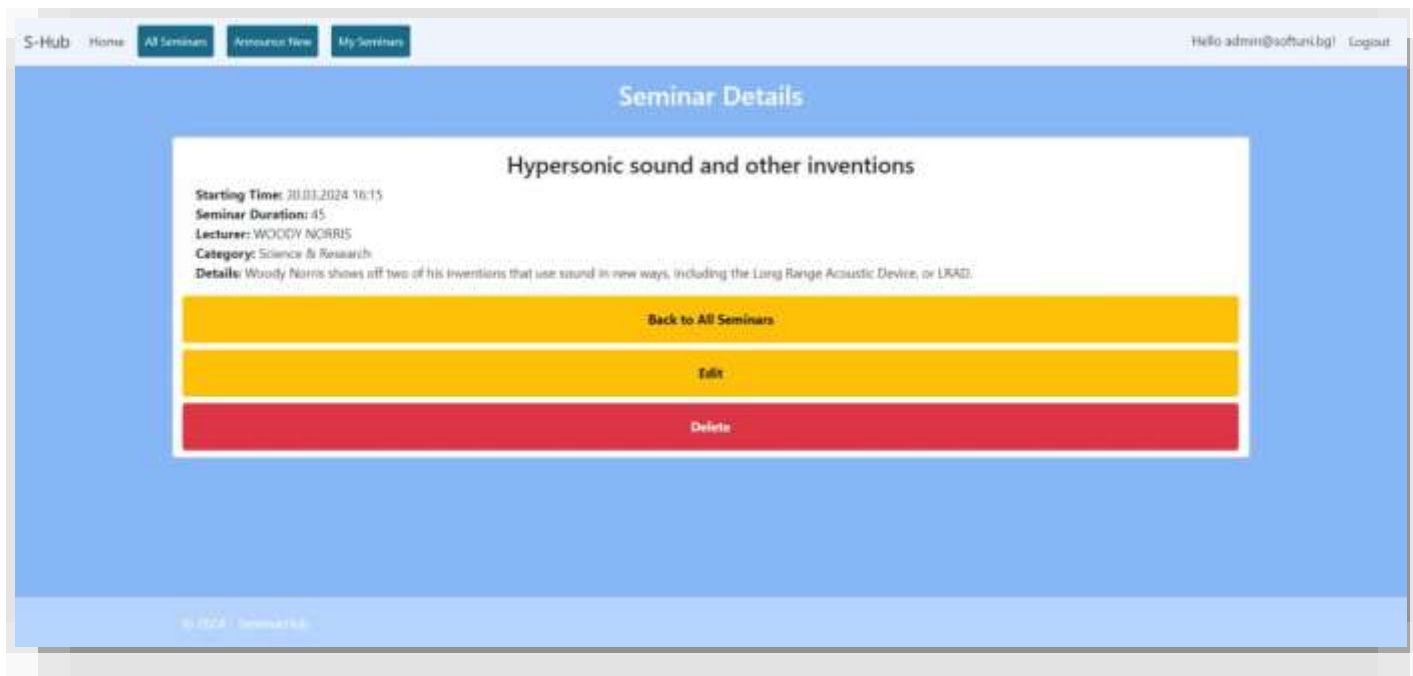 S-Hub Home All Seminars Announce New My Seminars Hello admin@softuni.bg! Logout
Seminar Details
Hypersonic sound and other inventions
Starting Time: 30.03.2024 16:15
Seminar Duration: 45
Lecturer: WOODY NORRIS
Category: Science & Research
Details: Woody Norris shows off two of his inventions that use sound in new ways, including the Long Range Acoustic Device, or LRAD.
Back to All Seminars
Edit
Delete
© 2024 - SeminarHub